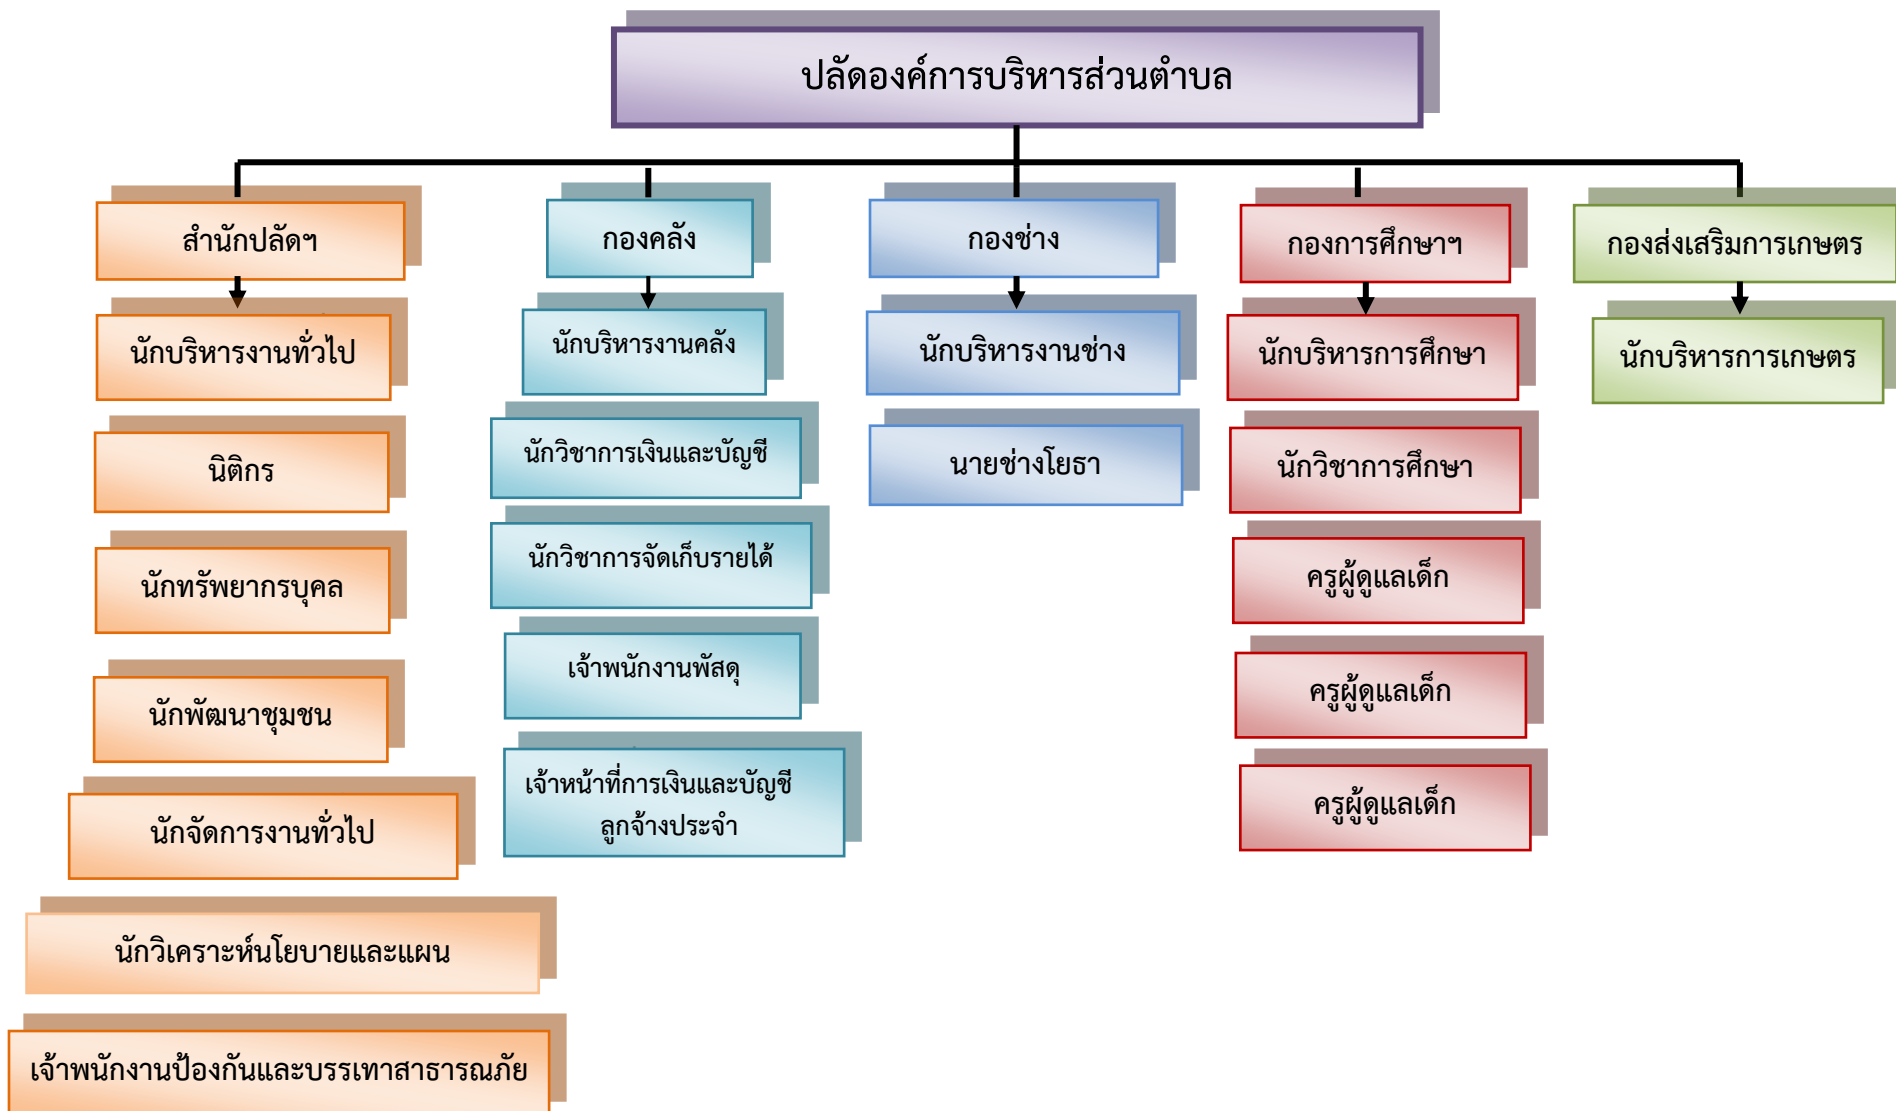 ปลัดองค์การบริหารส่วนตำบล
สำนักปลัดฯ
นักบริหารงานทั่วไป
นิติกร
นักทรัพยากรบุคล
นักพัฒนาชุมชน
นักจัดการงานทั่วไป
นักวิเคราะห์นโยบายและแผน
เจ้าพนักงานป้องกันและบรรเทาสาธารณภัย
กองคลัง
นักบริหารงานคลัง
นักวิชาการเงินและบัญชี
นักวิชาการจัดเก็บรายได้
เจ้าพนักงานพัสดุ
เจ้าหน้าที่การเงินและบัญชี
ลูกจ้างประจำ
กองช่าง
นักบริหารงานช่าง
นายช่างโยธา
กองการศึกษาฯ
นักบริหารการศึกษา
นักวิชาการศึกษา
ครูผู้ดูแลเด็ก
ครูผู้ดูแลเด็ก
ครูผู้ดูแลเด็ก
กองส่งเสริมการเกษตร
นักบริหารการเกษตร